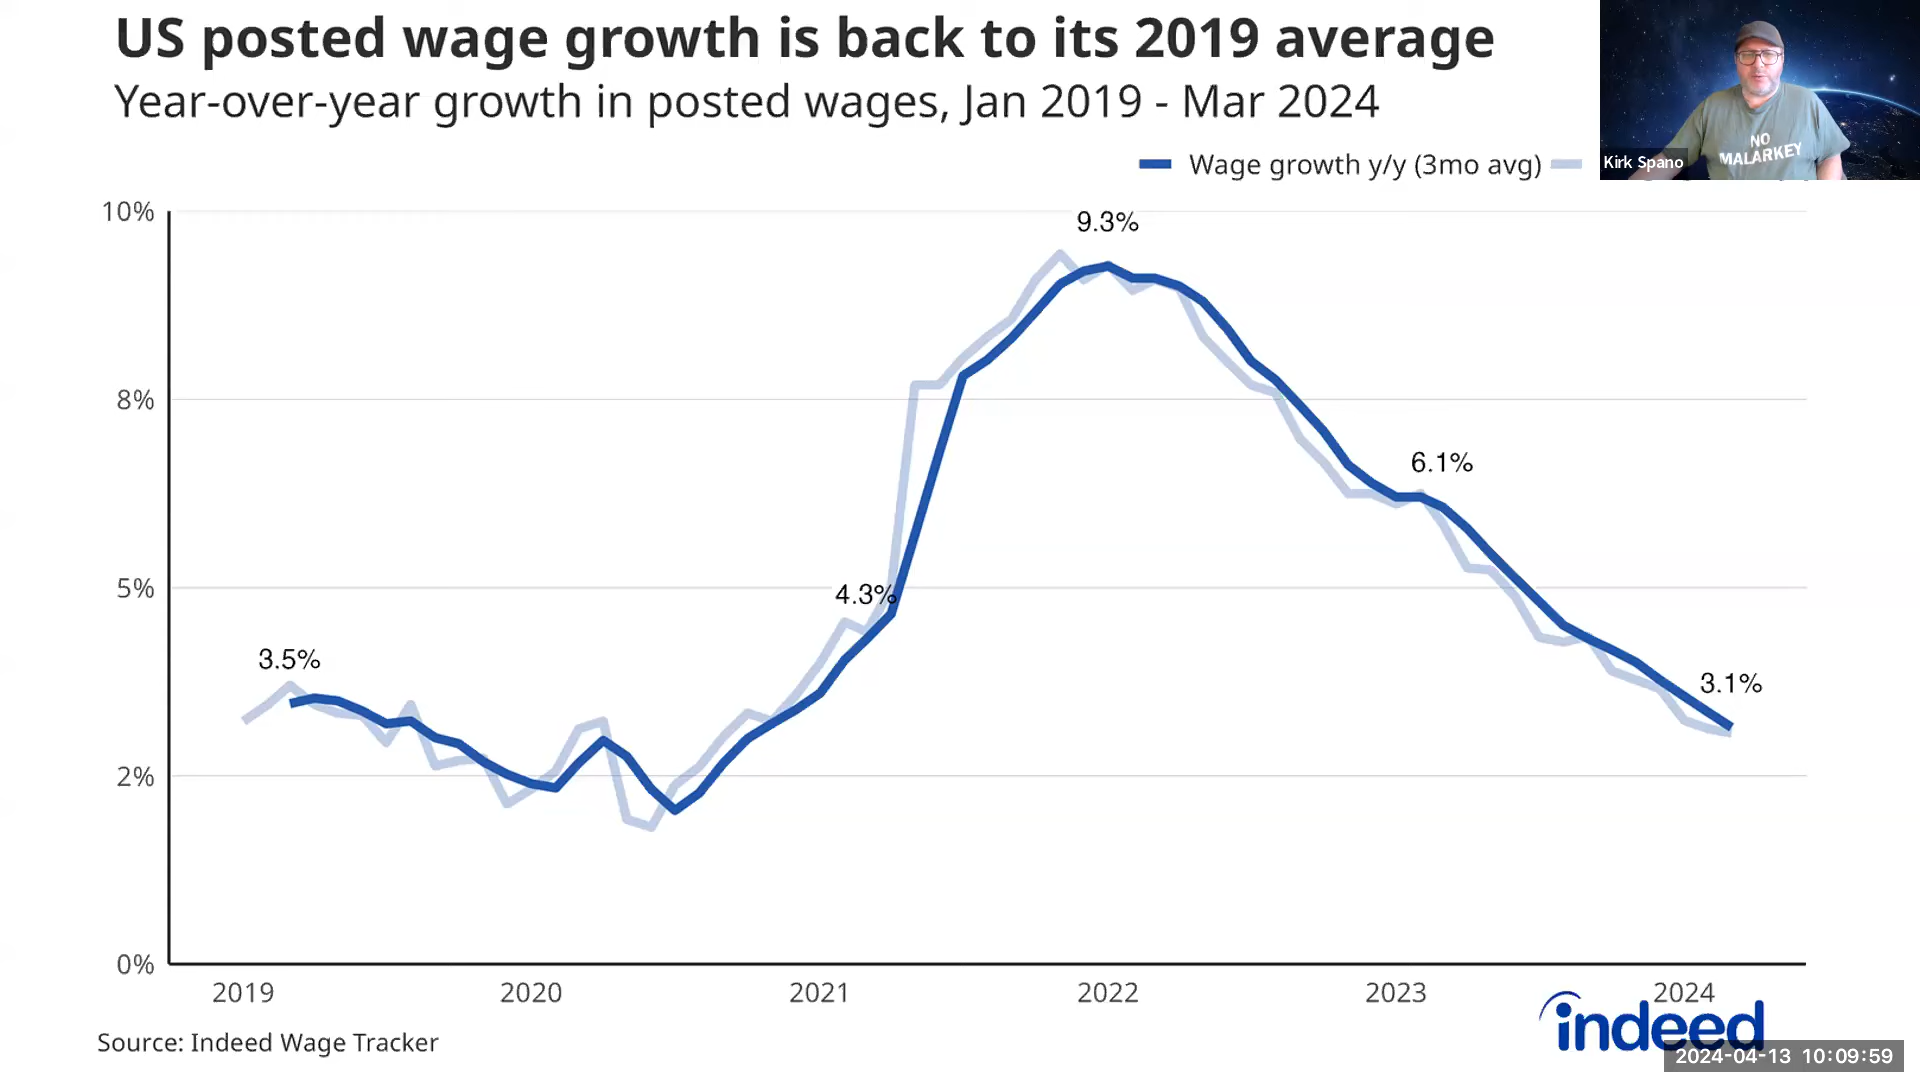 US posted wage growth is back to its 2019 average
Year-over-year growth in posted wages, Jan 2019 - Mar 2024
NO
MALARKEY
Kirk Spano
Wage growth y/y (3mo avg)
10%
9.3%
8%
6.1%
5%
4.3%
3.5%
3.1%
2%
0%
2019 2020 2021 2022 2023 2024
Source: Indeed Wage Tracker
indeed
2024-04-13 10:09:59